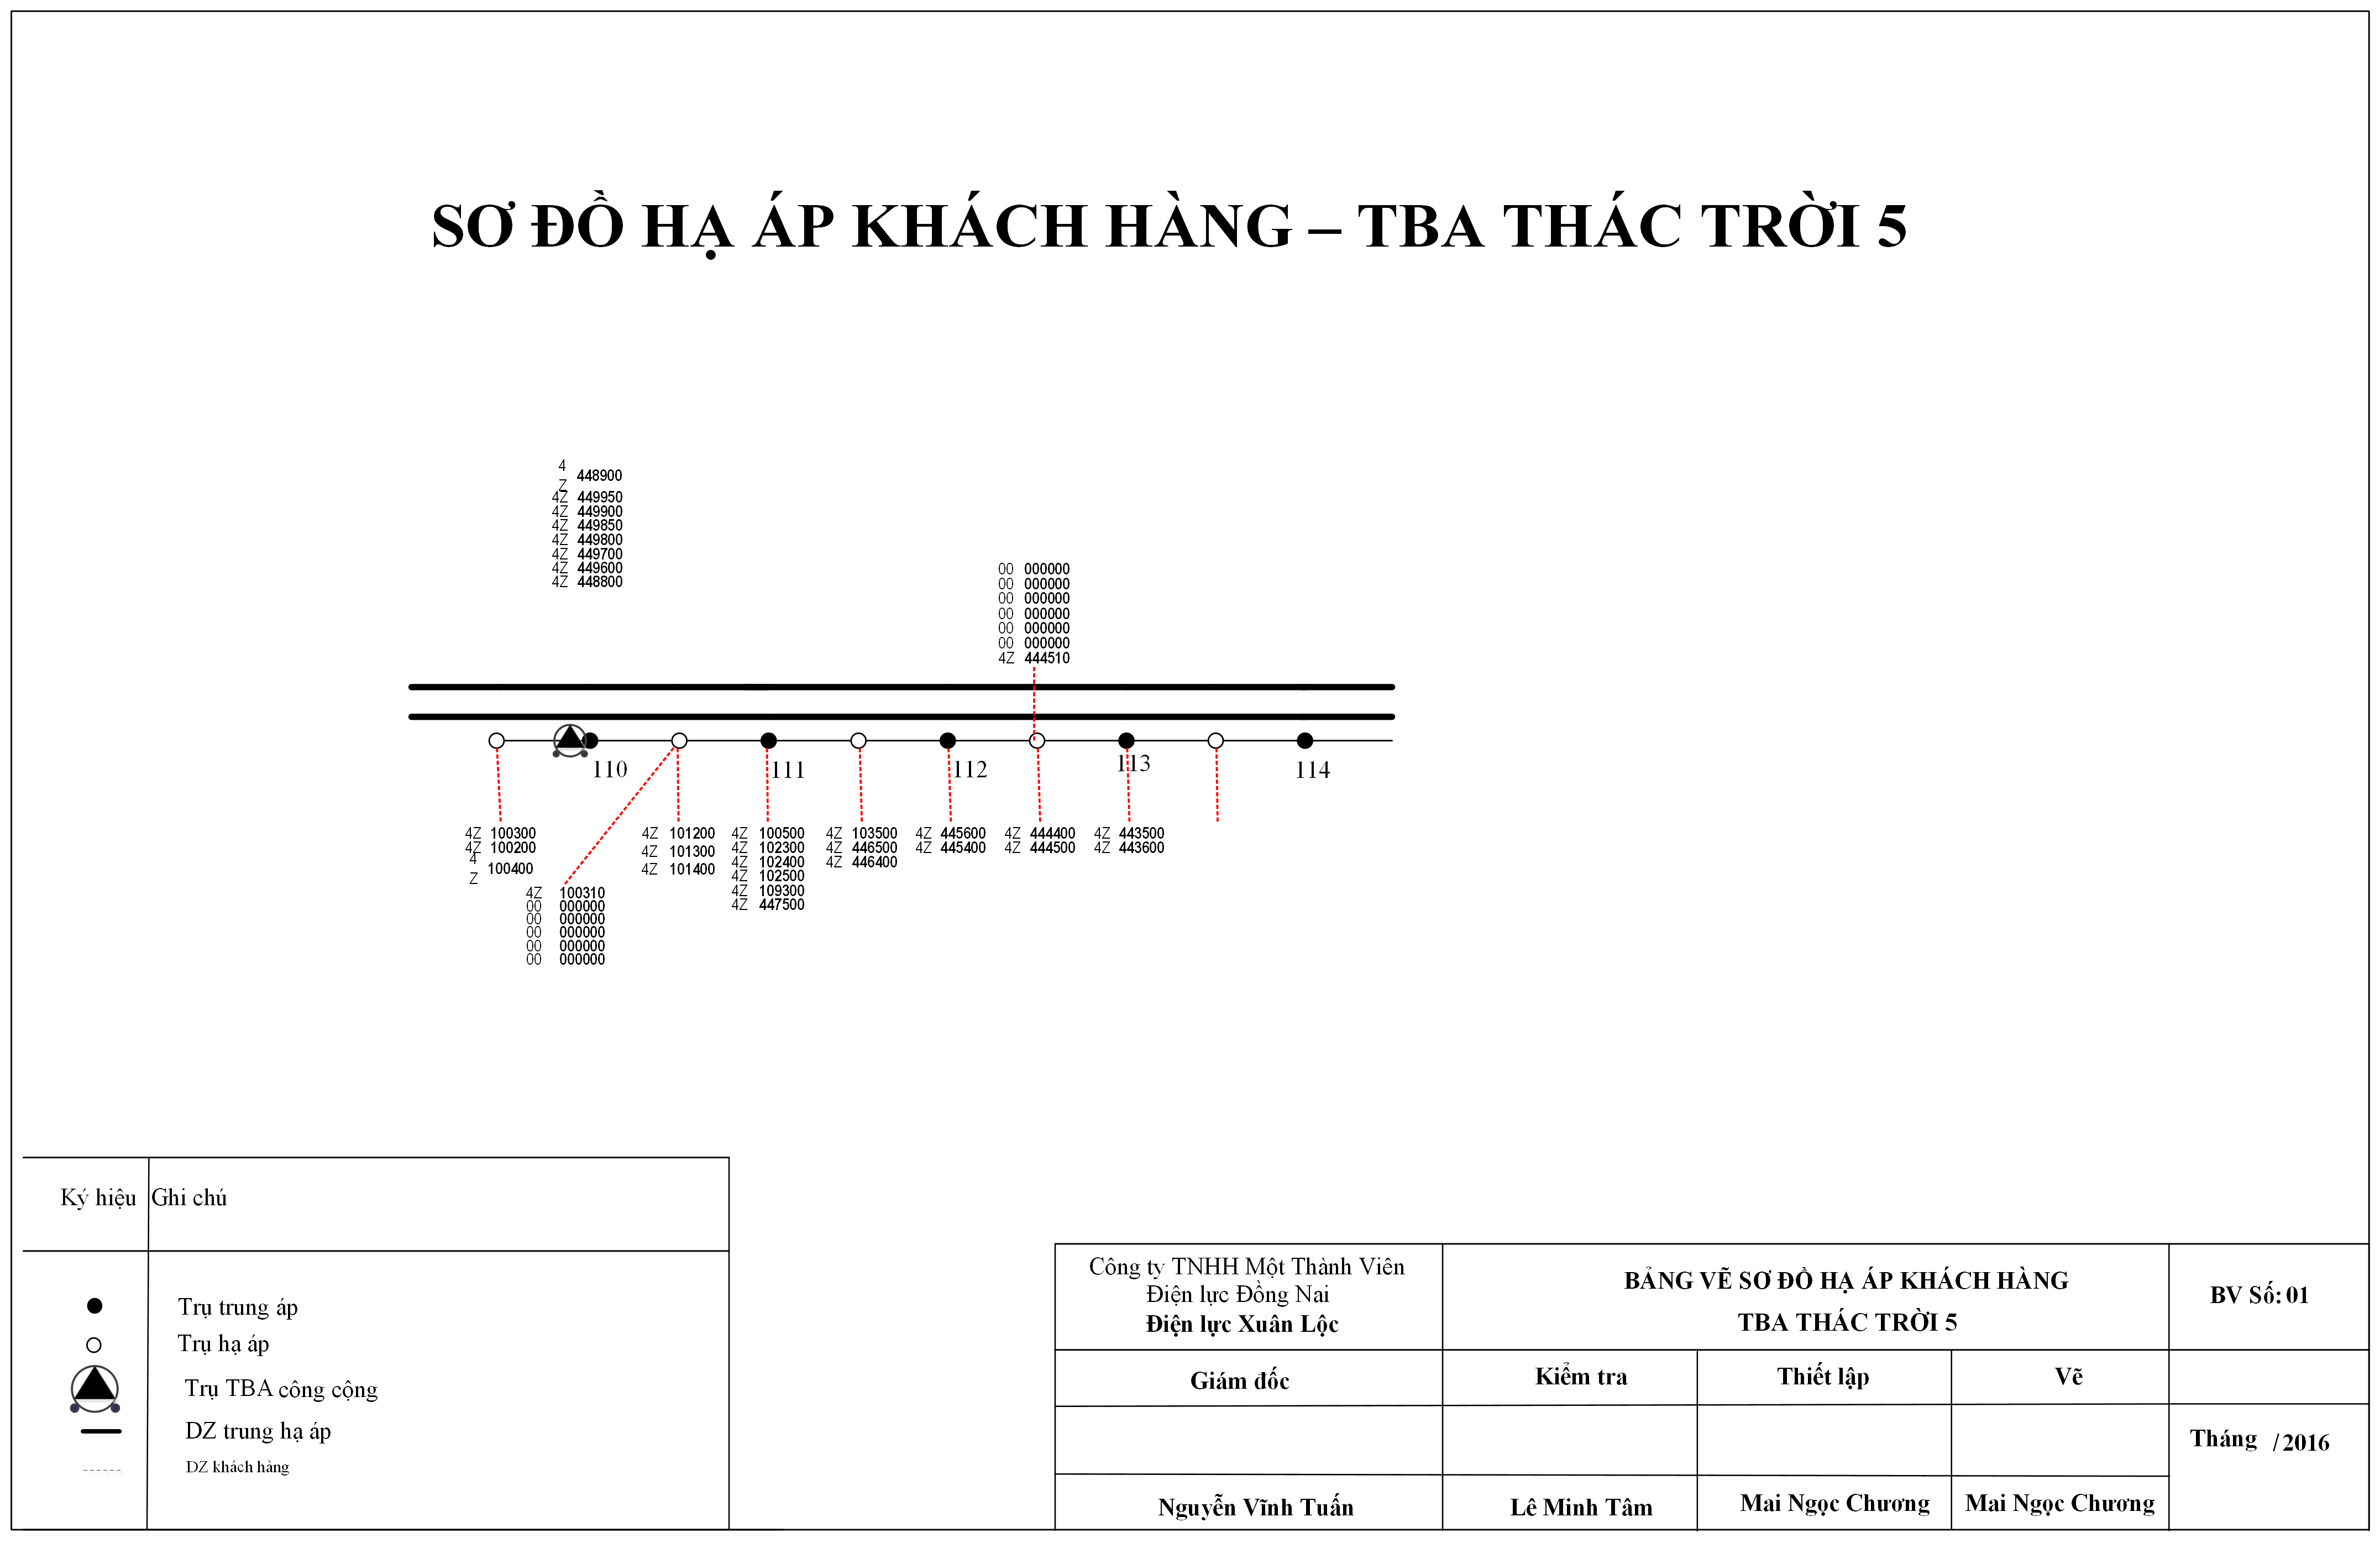 SƠ ĐỒ HẠ ÁP KHÁCH HÀNG – TBA THÁC TRỜI 5
4
Z 448900
4Z 449950
4Z 449900
4Z 449850
4Z 449800
4Z 449700
4Z 449600
4Z 448800
00 000000
00 000000
00 000000
00 000000
00 000000
00 000000
4Z 444510
110
111
112
113
114
4Z 100300
4Z 100200
4
Z 100400
4Z 100310
00 000000
00 000000
00 000000
00 000000
00 000000
4Z 101200
4Z 101300
4Z 101400
4Z 100500
4Z 102300
4Z 102400
4Z 102500
4Z 109300
4Z 447500
4Z 103500
4Z 446500
4Z 446400
4Z 445600
4Z 445400
4Z 444400
4Z 444500
4Z 443500
4Z 443600
Ký hiệu Ghi chú
Trụ trung áp
Trụ hạ áp
Trụ TBA công cộng
DZ trung hạ áp
DZ khách hàng
Công ty TNHH Một Thành Viên
Điện lực Đồng Nai
Điện lực Xuân Lộc
BẢNG VẼ SƠ ĐỒ HẠ ÁP KHÁCH HÀNG
TBA THÁC TRỜI 5
BV Số: 01
Giám đốc
Kiểm tra
Thiết lập
Vẽ
Tháng /2016
Nguyễn Vĩnh Tuấn
Lê Minh Tâm
Mai Ngọc Chương
Mai Ngọc Chương